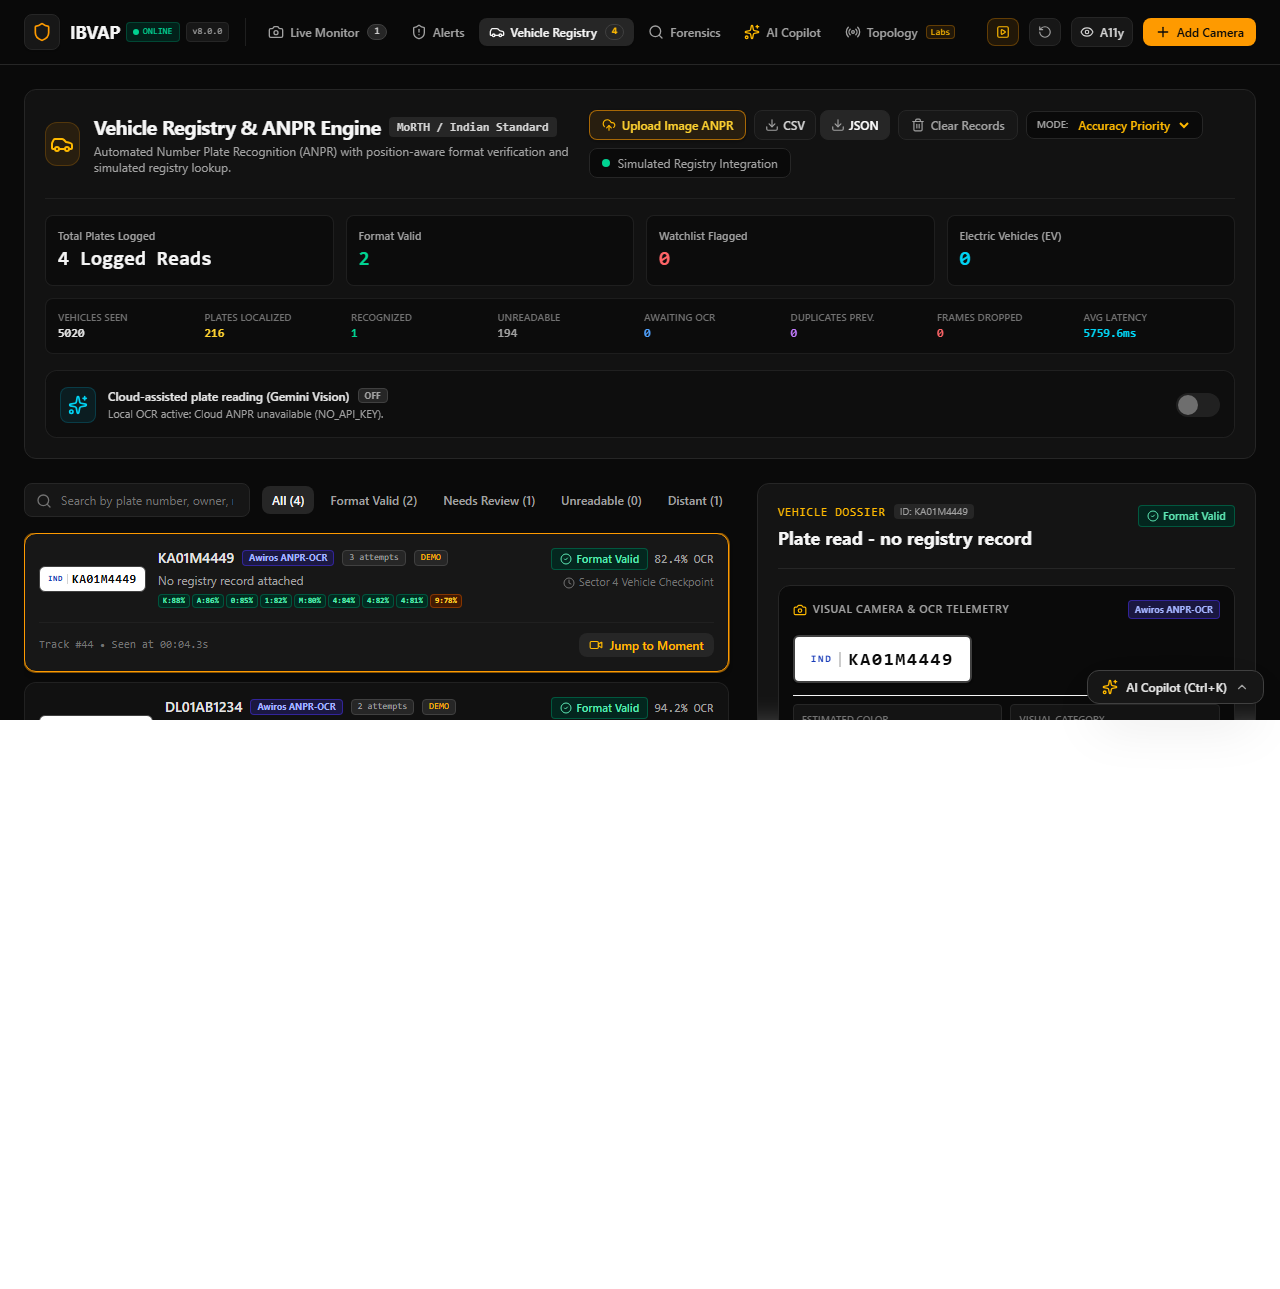 IBVAP ONLINE v8.0.0 Live Monitor 1 Alerts Vehicle Registry 4 Forensics AI Copilot Topology Labs A11y Add Camera
Vehicle Registry & ANPR Engine MoRTH / Indian Standard
Automated Number Plate Recognition (ANPR) with position-aware format verification and
simulated registry lookup.
Upload Image ANPR CSV JSON Clear Records MODE: Accuracy Priority
Simulated Registry Integration
Total Plates Logged
4 Logged Reads
Format Valid
2
Watchlist Flagged
0
Electric Vehicles (EV)
0
VEHICLES SEEN
5020
PLATES LOCALIZED
216
RECOGNIZED
1
UNREADABLE
194
AWAITING OCR
0
DUPLICATES PREV.
0
FRAMES DROPPED
0
AVG LATENCY
5759.6ms
Cloud-assisted plate reading (Gemini Vision) OFF
Local OCR active: Cloud ANPR unavailable (NO_API_KEY).
Search by plate number, owner,
All (4) Format Valid (2) Needs Review (1) Unreadable (0) Distant (1)
IND KA01M4449
KA01M4449 Awiros ANPR-OCR 3 attempts DEMO
No registry record attached
K:88% A:86% 0:85% 1:82% M:80% 4:84% 4:82% 4:81% 9:78%
Format Valid 82.4% OCR
Sector 4 Vehicle Checkpoint
Track #44 • Seen at 00:04.3s
Jump to Moment
DL01AB1234 Awiros ANPR-OCR 2 attempts DEMO
Format Valid 94.2% OCR
VEHICLE DOSSIER ID: KA01M4449
Plate read - no registry record
Format Valid
VISUAL CAMERA & OCR TELEMETRY
Awiros ANPR-OCR
IND KA01M4449
ESTIMATED COLOR
VISUAL CATEGORY
AI Copilot (Ctrl+K)